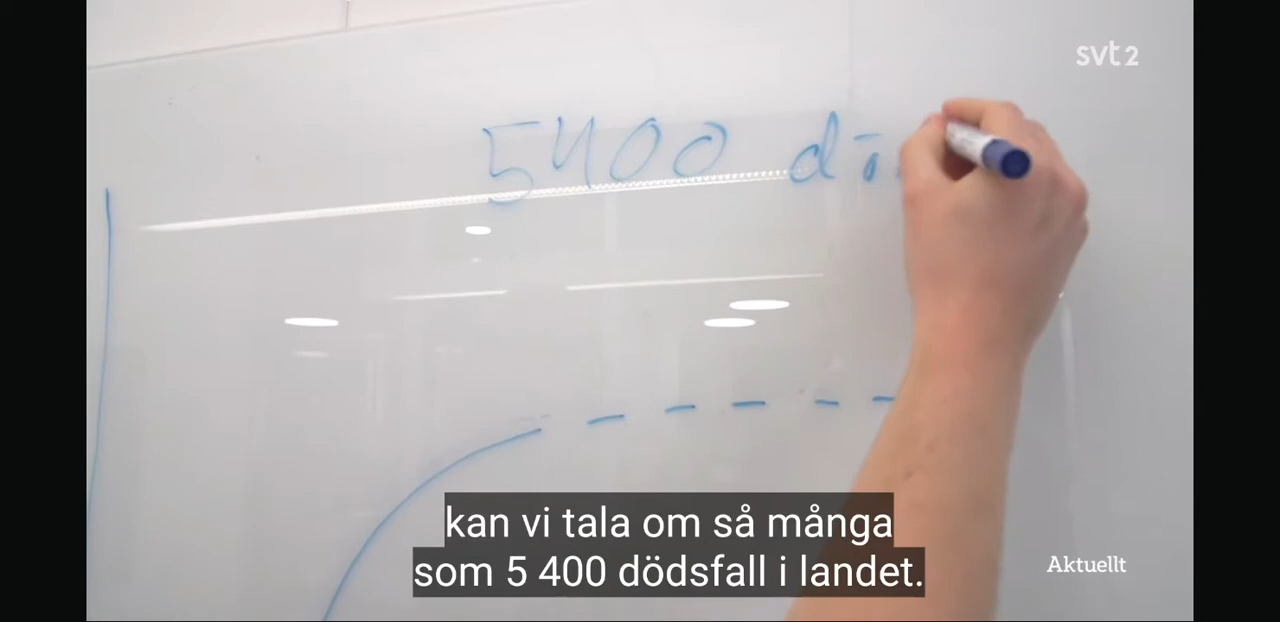 svt2
5400 dö
kan vi tala om så många
som 5 400 dödsfall i landet.
Aktuellt